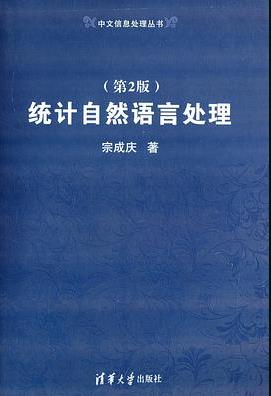 中文信息处理丛书
（第2版）
统计自然语言处理
宗成庆 著
清华大学出版社